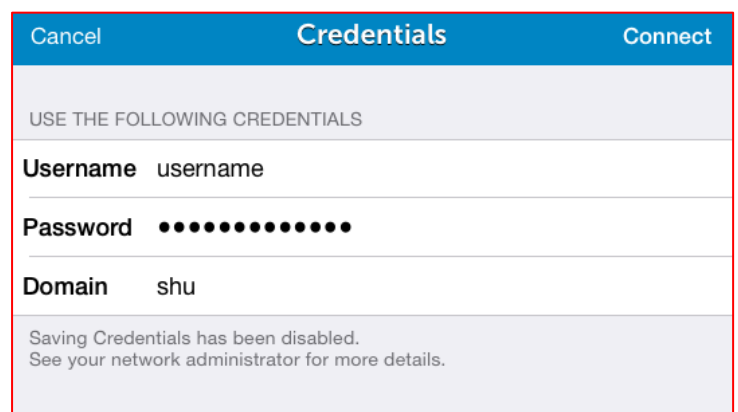 Cancel Credentials Connect
USE THE FOLLOWING CREDENTIALS
Username username
Password •••••••••••••
Domain shu
Saving Credentials has been disabled.
See your network administrator for more details.